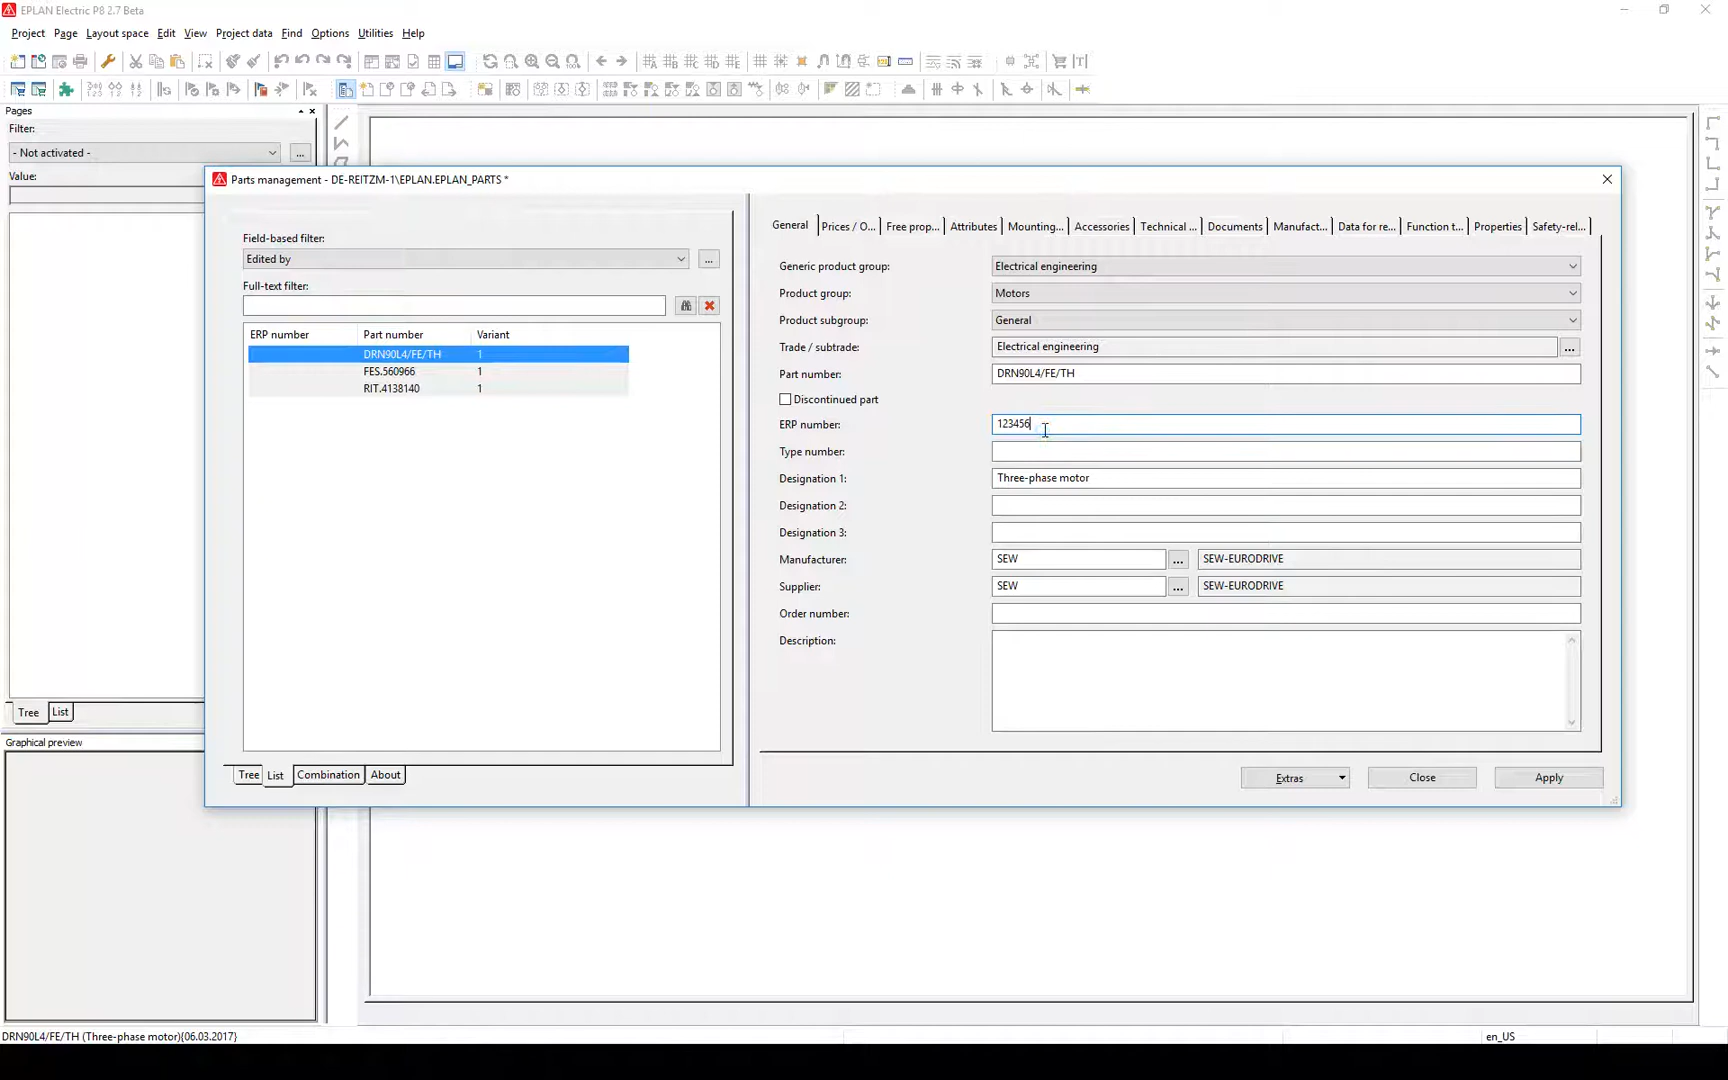 EPLAN Electric P8 2.7 Beta
Project Page Layout space Edit View Project data Find Options Utilities Help
Pages
Filter:
- Not activated -
...
Value:
Tree List
Graphical preview
Parts management - DE-REITZM-1\EPLAN.EPLAN_PARTS *
Field-based filter:
Edited by
...
Full-text filter:
ERP number Part number Variant
DRN90L4/FE/TH 1
FES.560966 1
RIT.4138140 1
Tree List Combination About
General Prices / O... Free prop... Attributes Mounting... Accessories Technical ... Documents Manufact... Data for re... Function t... Properties Safety-rel...
Generic product group: Electrical engineering
Product group: Motors
Product subgroup: General
Trade / subtrade: Electrical engineering ...
Part number: DRN90L4/FE/TH
Discontinued part
ERP number: 123456
Type number:
Designation 1: Three-phase motor
Designation 2:
Designation 3:
Manufacturer: SEW ... SEW-EURODRIVE
Supplier: SEW ... SEW-EURODRIVE
Order number:
Description:
Extras Close Apply
DRN90L4/FE/TH (Three-phase motor){06.03.2017}
en_US